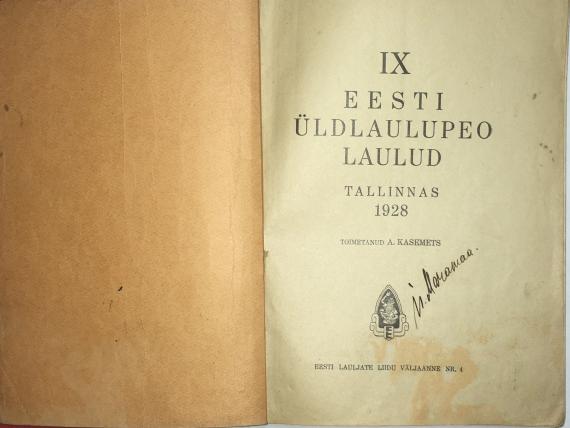 IX
EESTI
ÜLDLAULUPEO
LAULUD
TALLINNAS
1928
TOIMETANUD A. KASEMETS
EESTI LAULJATE LIIDU VÄLJAANNE NR. 4